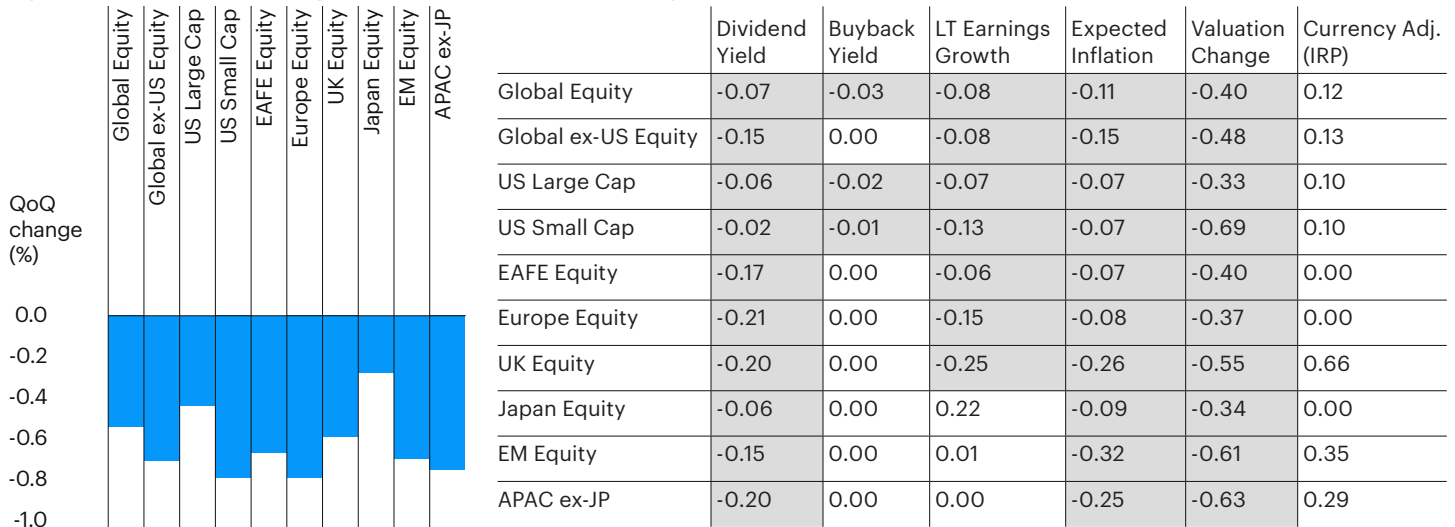 Global Equity
Global ex-US Equity
US Large Cap
US Small Cap
EAFE Equity
Europe Equity
UK Equity
Japan Equity
EM Equity
APAC ex-JP
QoQ
change
(%)
0.0
-0.2
-0.4
-0.6
-0.8
-1.0
Dividend Yield Buyback Yield LT Earnings Growth Expected Inflation Valuation Change Currency Adj. (IRP)
Global Equity -0.07 -0.03 -0.08 -0.11 -0.40 0.12
Global ex-US Equity -0.15 0.00 -0.08 -0.15 -0.48 0.13
US Large Cap -0.06 -0.02 -0.07 -0.07 -0.33 0.10
US Small Cap -0.02 -0.01 -0.13 -0.07 -0.69 0.10
EAFE Equity -0.17 0.00 -0.06 -0.07 -0.40 0.00
Europe Equity -0.21 0.00 -0.15 -0.08 -0.37 0.00
UK Equity -0.20 0.00 -0.25 -0.26 -0.55 0.66
Japan Equity -0.06 0.00 0.22 -0.09 -0.34 0.00
EM Equity -0.15 0.00 0.01 -0.32 -0.61 0.35
APAC ex-JP -0.20 0.00 0.00 -0.25 -0.63 0.29